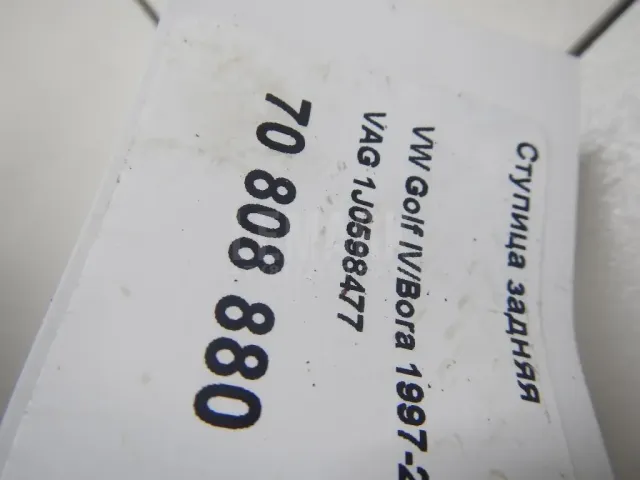 Ступица задняя
VW Golf IV/Bora 1997-2
VAG 1J0598477
70 808 880